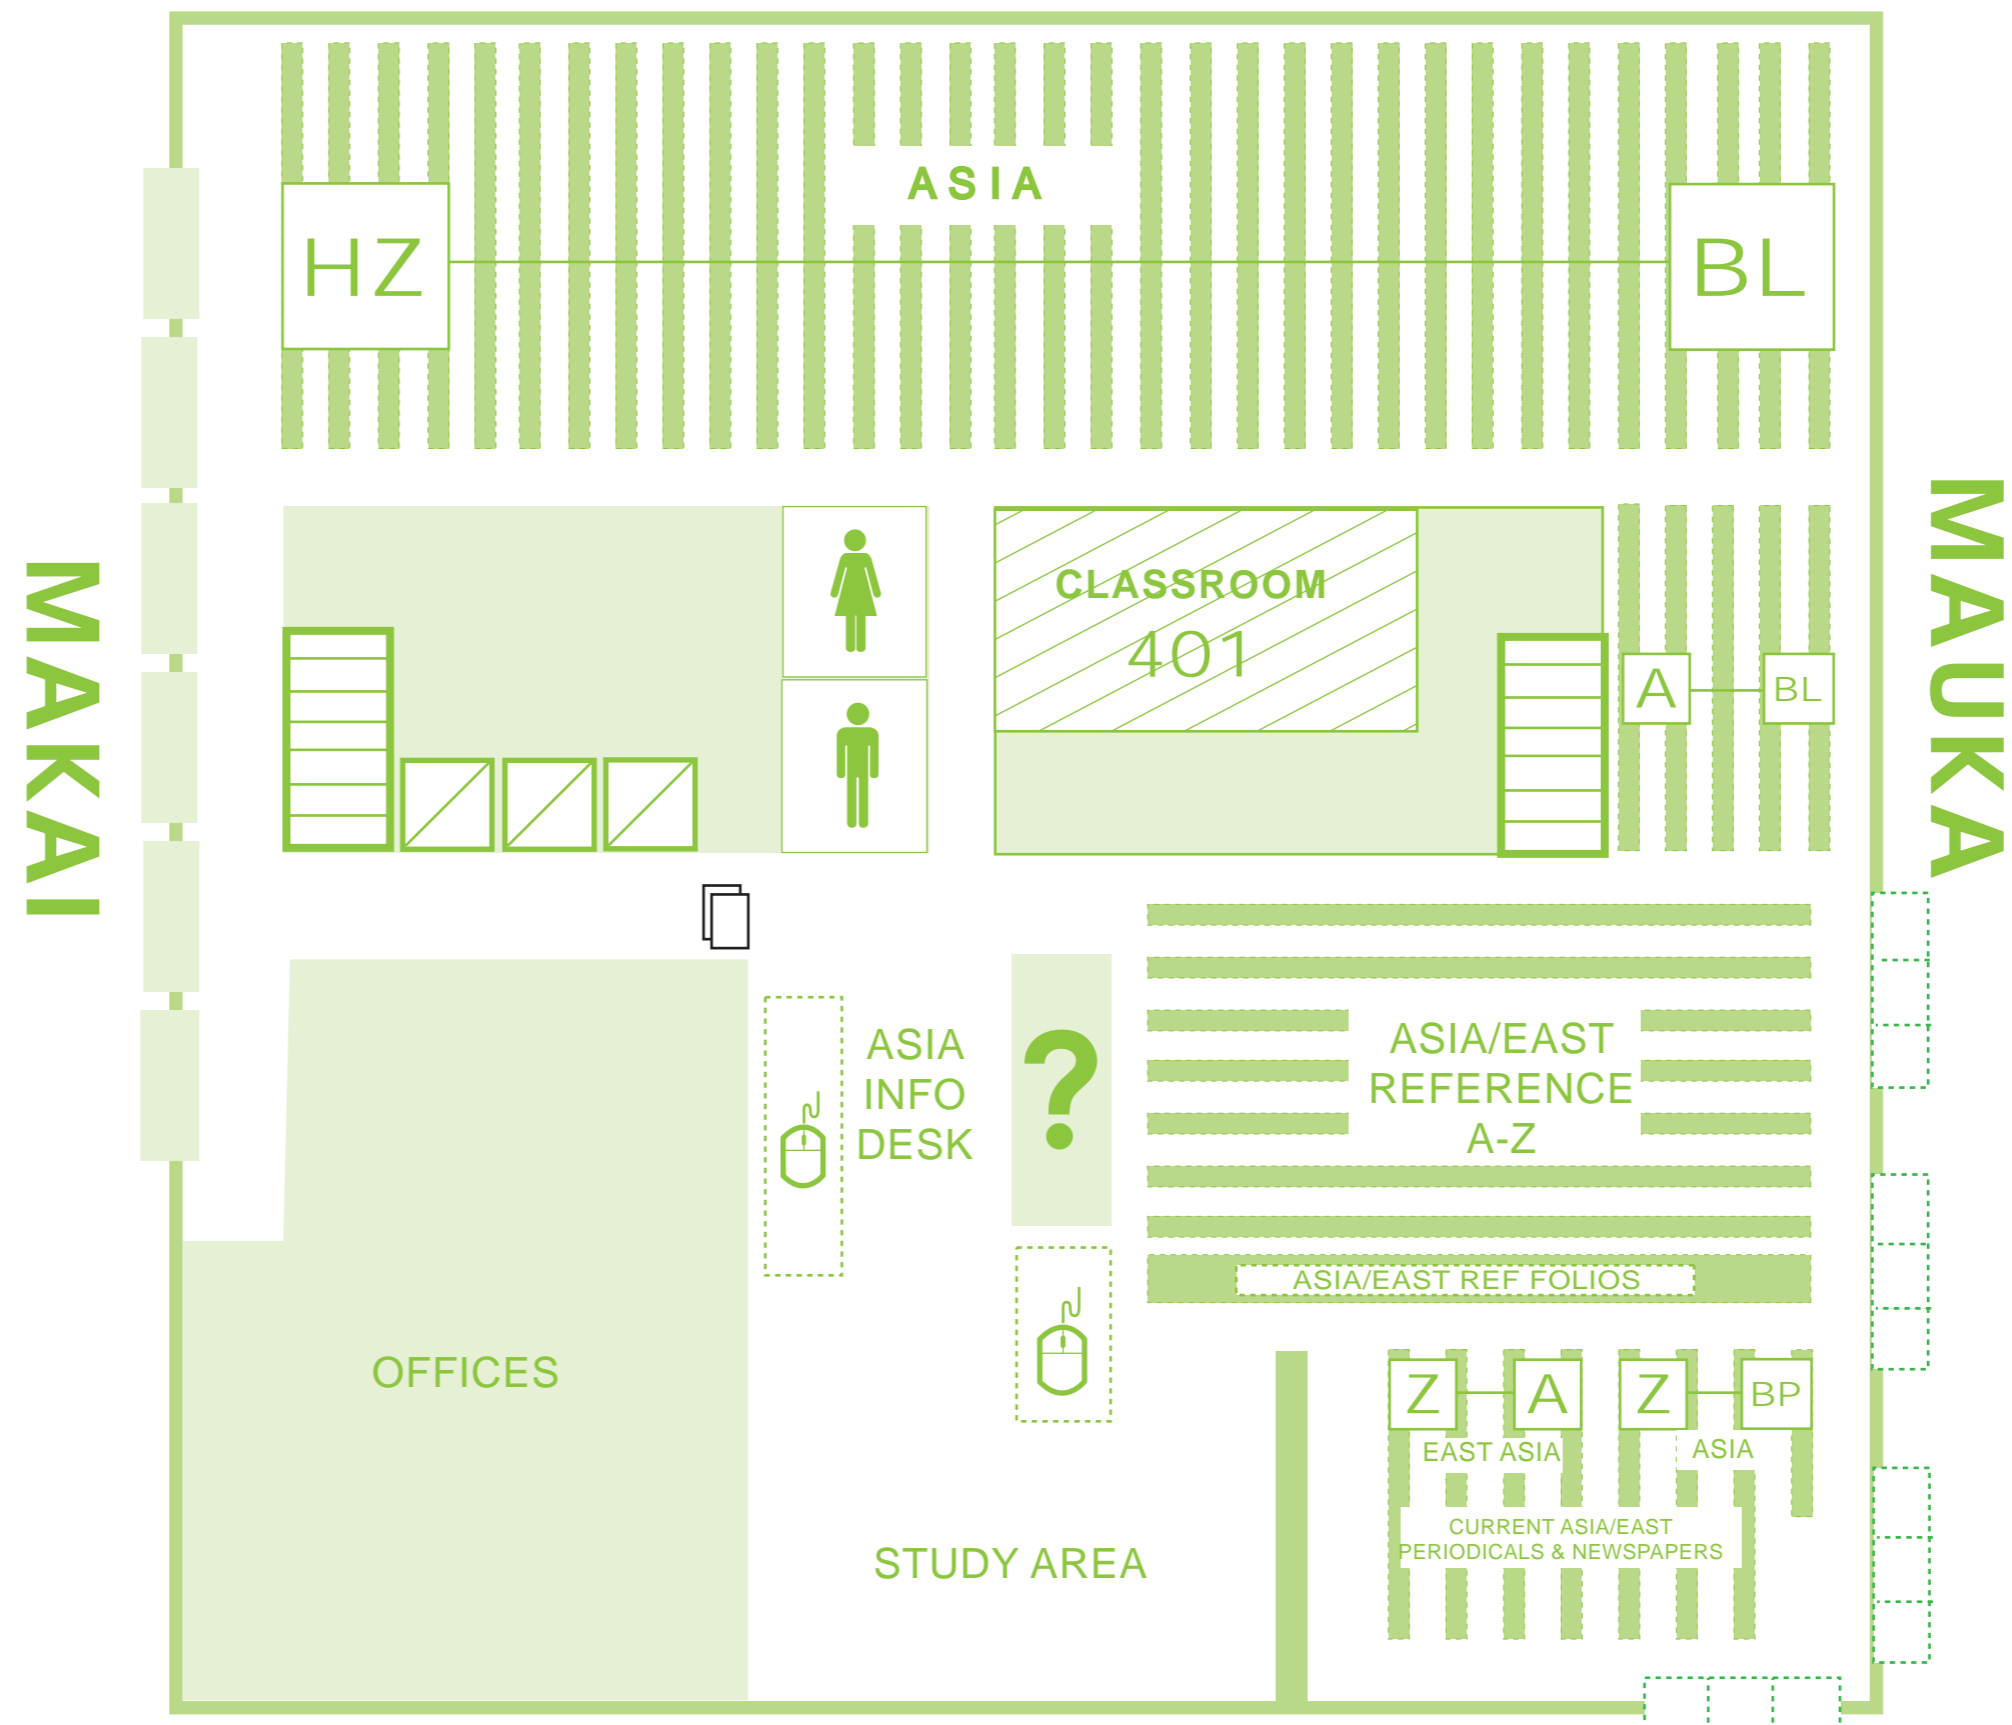 ASIA
HZ
BL
MAKAI
MAUKA
CLASSROOM
401
A
BL
ASIA
INFO
DESK
?
ASIA/EAST
REFERENCE
A-Z
ASIA/EAST REF FOLIOS
OFFICES
Z
A
Z
BP
EAST ASIA
ASIA
CURRENT ASIA/EAST
PERIODICALS & NEWSPAPERS
STUDY AREA